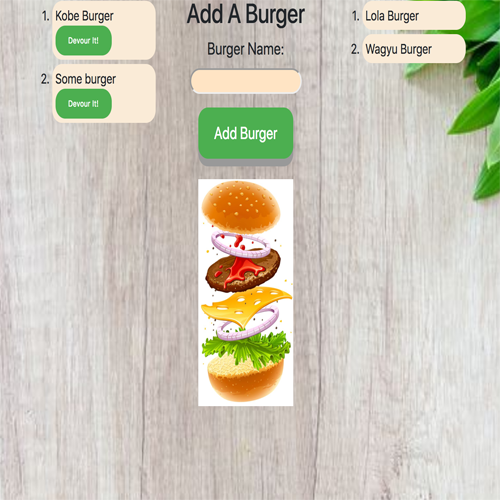 1. Kobe Burger
Devour It!
2. Some burger
Devour It!
Add A Burger
Burger Name:
Add Burger
1. Lola Burger
2. Wagyu Burger